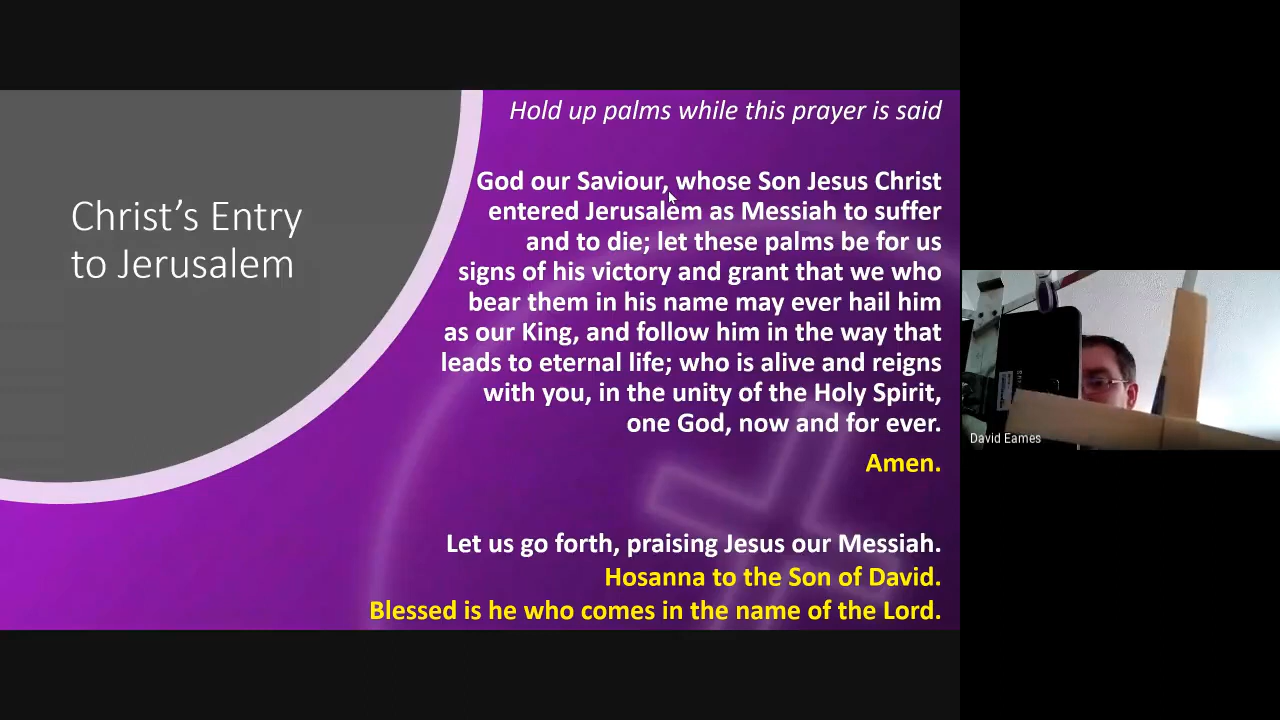 Hold up palms while this prayer is said
Christ's Entry
to Jerusalem
God our Saviour, whose Son Jesus Christ
entered Jerusalem as Messiah to suffer
and to die; let these palms be for us
signs of his victory and grant that we who
bear them in his name may ever hail him
as our King, and follow him in the way that
leads to eternal life; who is alive and reigns
with you, in the unity of the Holy Spirit,
one God, now and for ever.
Amen.
Let us go forth, praising Jesus our Messiah.
Hosanna to the Son of David.
Blessed is he who comes in the name of the Lord.
David Eames